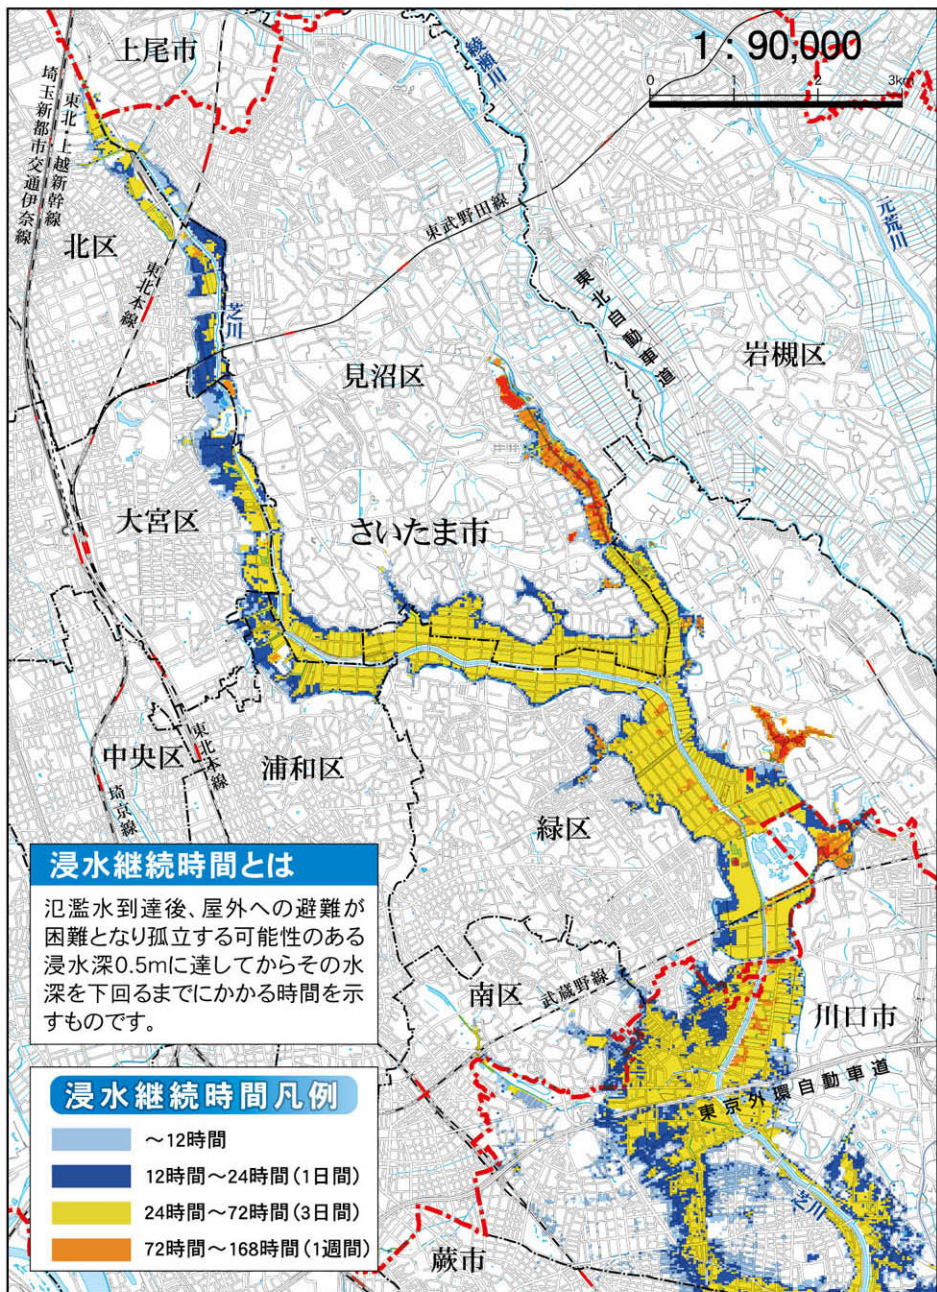 上尾市
1：90,000
0 1 2 3km
綾瀬川
埼玉新都市交通伊奈線
東北・上越新幹線
元荒川
東武野田線
北区
東北本線
芝川
東北自動車道
岩槻区
見沼区
大宮区
さいたま市
中央区
東北本線
浦和区
埼京線
緑区
浸水継続時間とは
氾濫水到達後、屋外への避難が
困難となり孤立する可能性のある
浸水深0.5mに達してからその水
深を下回るまでにかかる時間を示
すものです。
南区
武蔵野線
川口市
東京外環自動車道
浸水継続時間凡例
～12時間
12時間～24時間(1日間)
24時間～72時間(3日間)
72時間～168時間(1週間)
芝川
蕨市